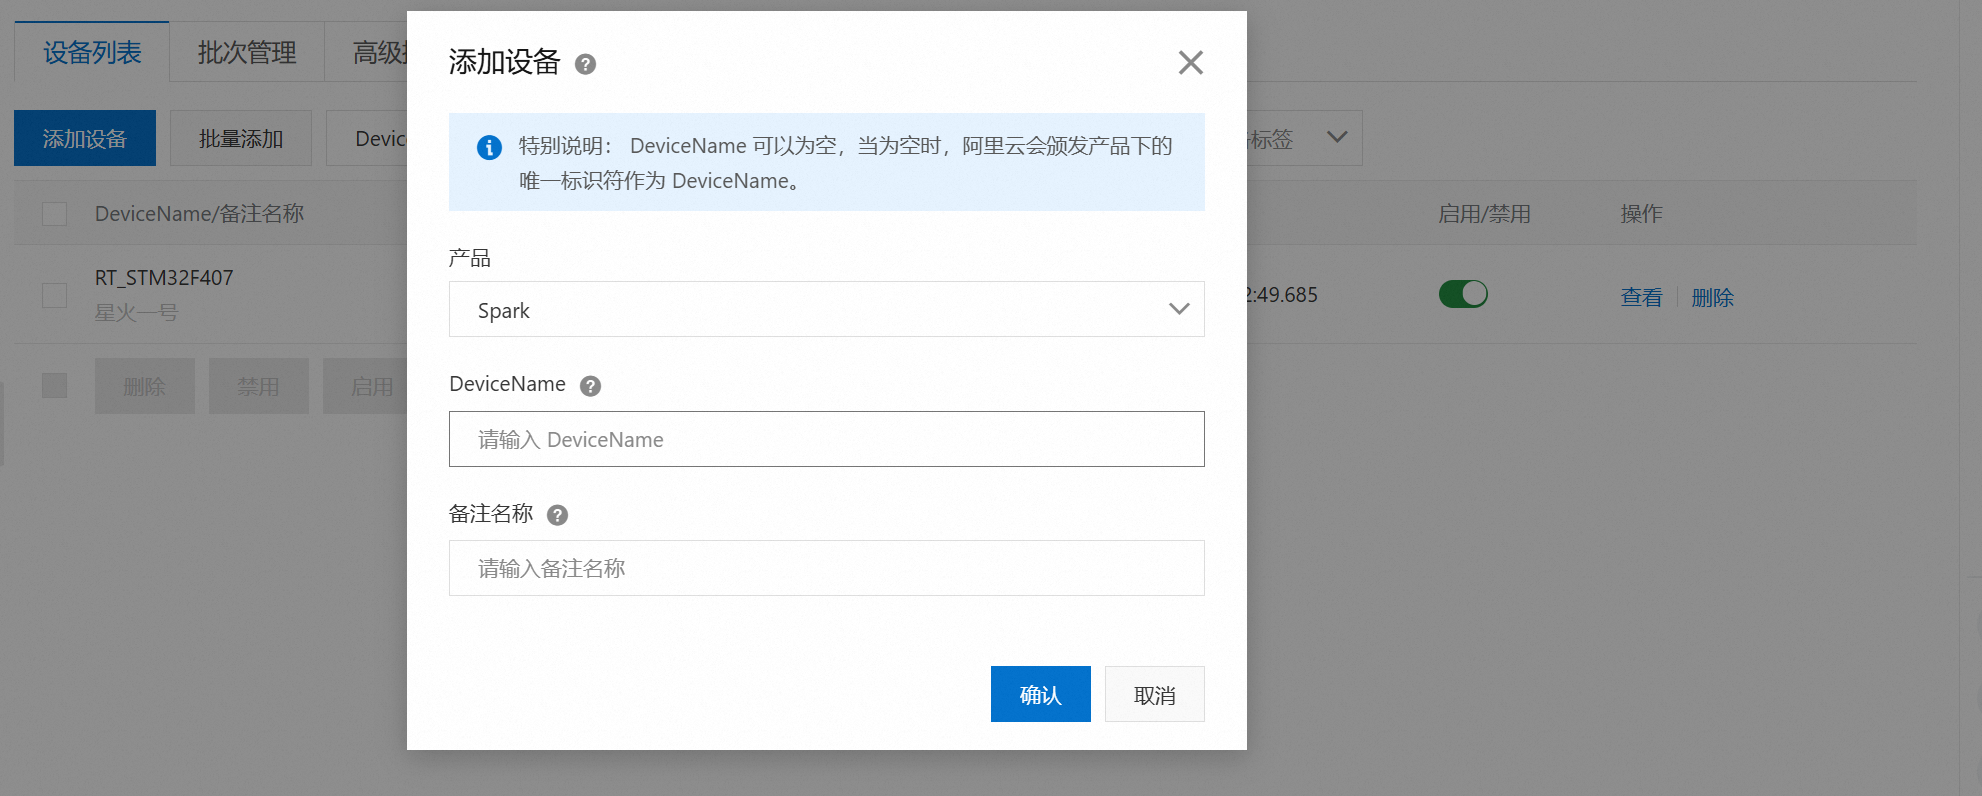 设备列表
批次管理
高级
添加设备
批量添加
标签
DeviceName/备注名称
启用/禁用
操作
RT_STM32F407
星火一号
2:49.685
查看
删除
删除
禁用
启用
添加设备
特别说明： DeviceName 可以为空，当为空时，阿里云会颁发产品下的
唯一标识符作为 DeviceName。
产品
Spark
DeviceName
请输入 DeviceName
备注名称
请输入备注名称
确认
取消